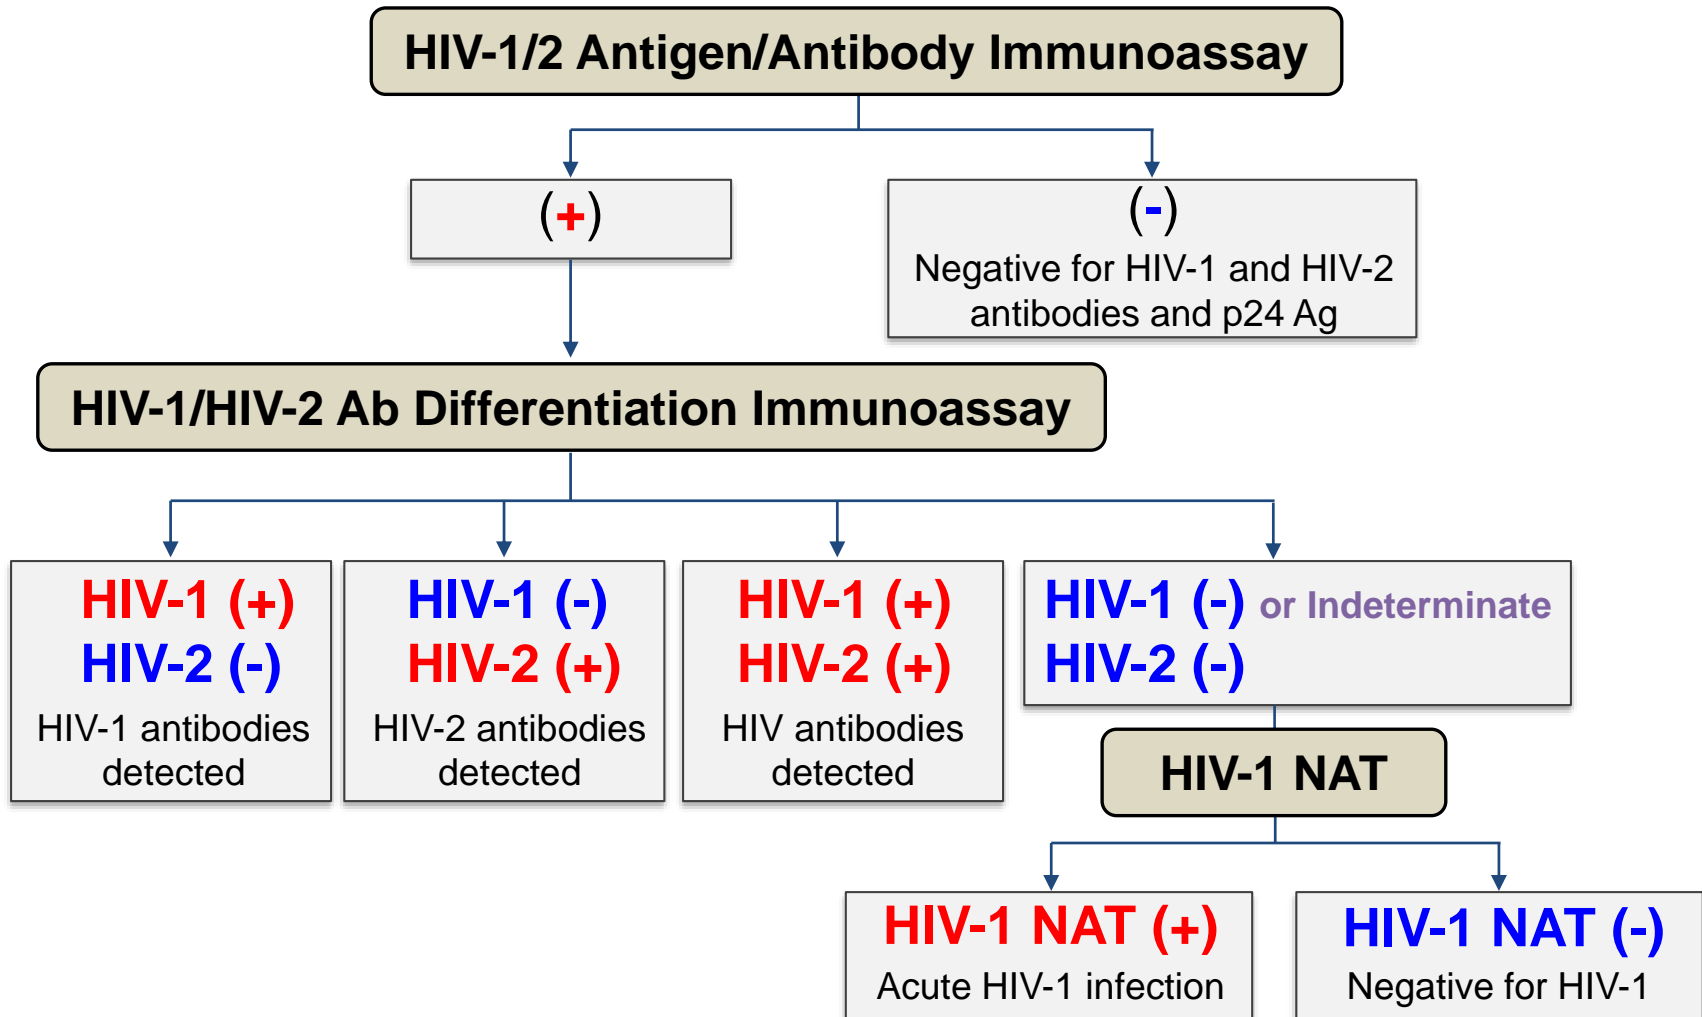 HIV-1/2 Antigen/Antibody Immunoassay
(+)
(-)
Negative for HIV-1 and HIV-2
antibodies and p24 Ag
HIV-1/HIV-2 Ab Differentiation Immunoassay
HIV-1 (+)
HIV-2 (-)
HIV-1 antibodies
detected
HIV-1 (-)
HIV-2 (+)
HIV-2 antibodies
detected
HIV-1 (+)
HIV-2 (+)
HIV antibodies
detected
HIV-1 (-) or Indeterminate
HIV-2 (-)
HIV-1 NAT
HIV-1 NAT (+)
Acute HIV-1 infection
HIV-1 NAT (-)
Negative for HIV-1